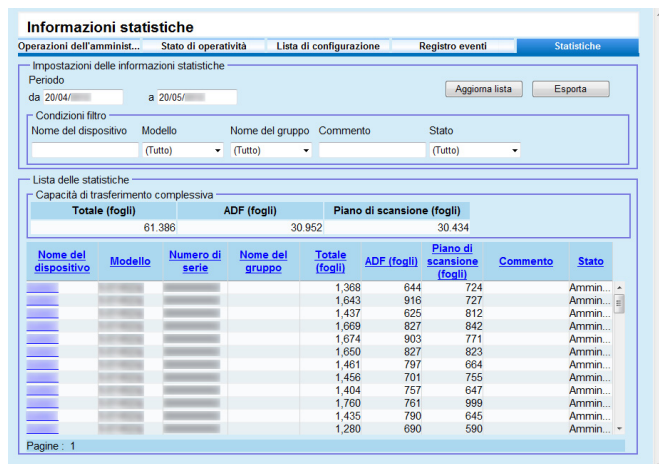 Informazioni statistiche
Operazioni dell'amminist... Stato di operatività Lista di configurazione Registro eventi Statistiche
Impostazioni delle informazioni statistiche
Periodo
da 20/04/ a 20/05/ Aggiorna lista Esporta
Condizioni filtro
Nome del dispositivo Modello Nome del gruppo Commento Stato
(Tutto) (Tutto) (Tutto)
Lista delle statistiche
Capacità di trasferimento complessiva
Totale (fogli) ADF (fogli) Piano di scansione (fogli)
61.386 30.952 30.434
Nome del dispositivo Modello Numero di serie Nome del gruppo Totale (fogli) ADF (fogli) Piano di scansione (fogli) Commento Stato
1,368 644 724 Ammin...
1,643 916 727 Ammin...
1,437 625 812 Ammin...
1,669 827 842 Ammin...
1,674 903 771 Ammin...
1,650 827 823 Ammin...
1,461 797 664 Ammin...
1,456 701 755 Ammin...
1,404 757 647 Ammin...
1,760 761 999 Ammin...
1,435 790 645 Ammin...
1,280 690 590 Ammin...
Pagine : 1